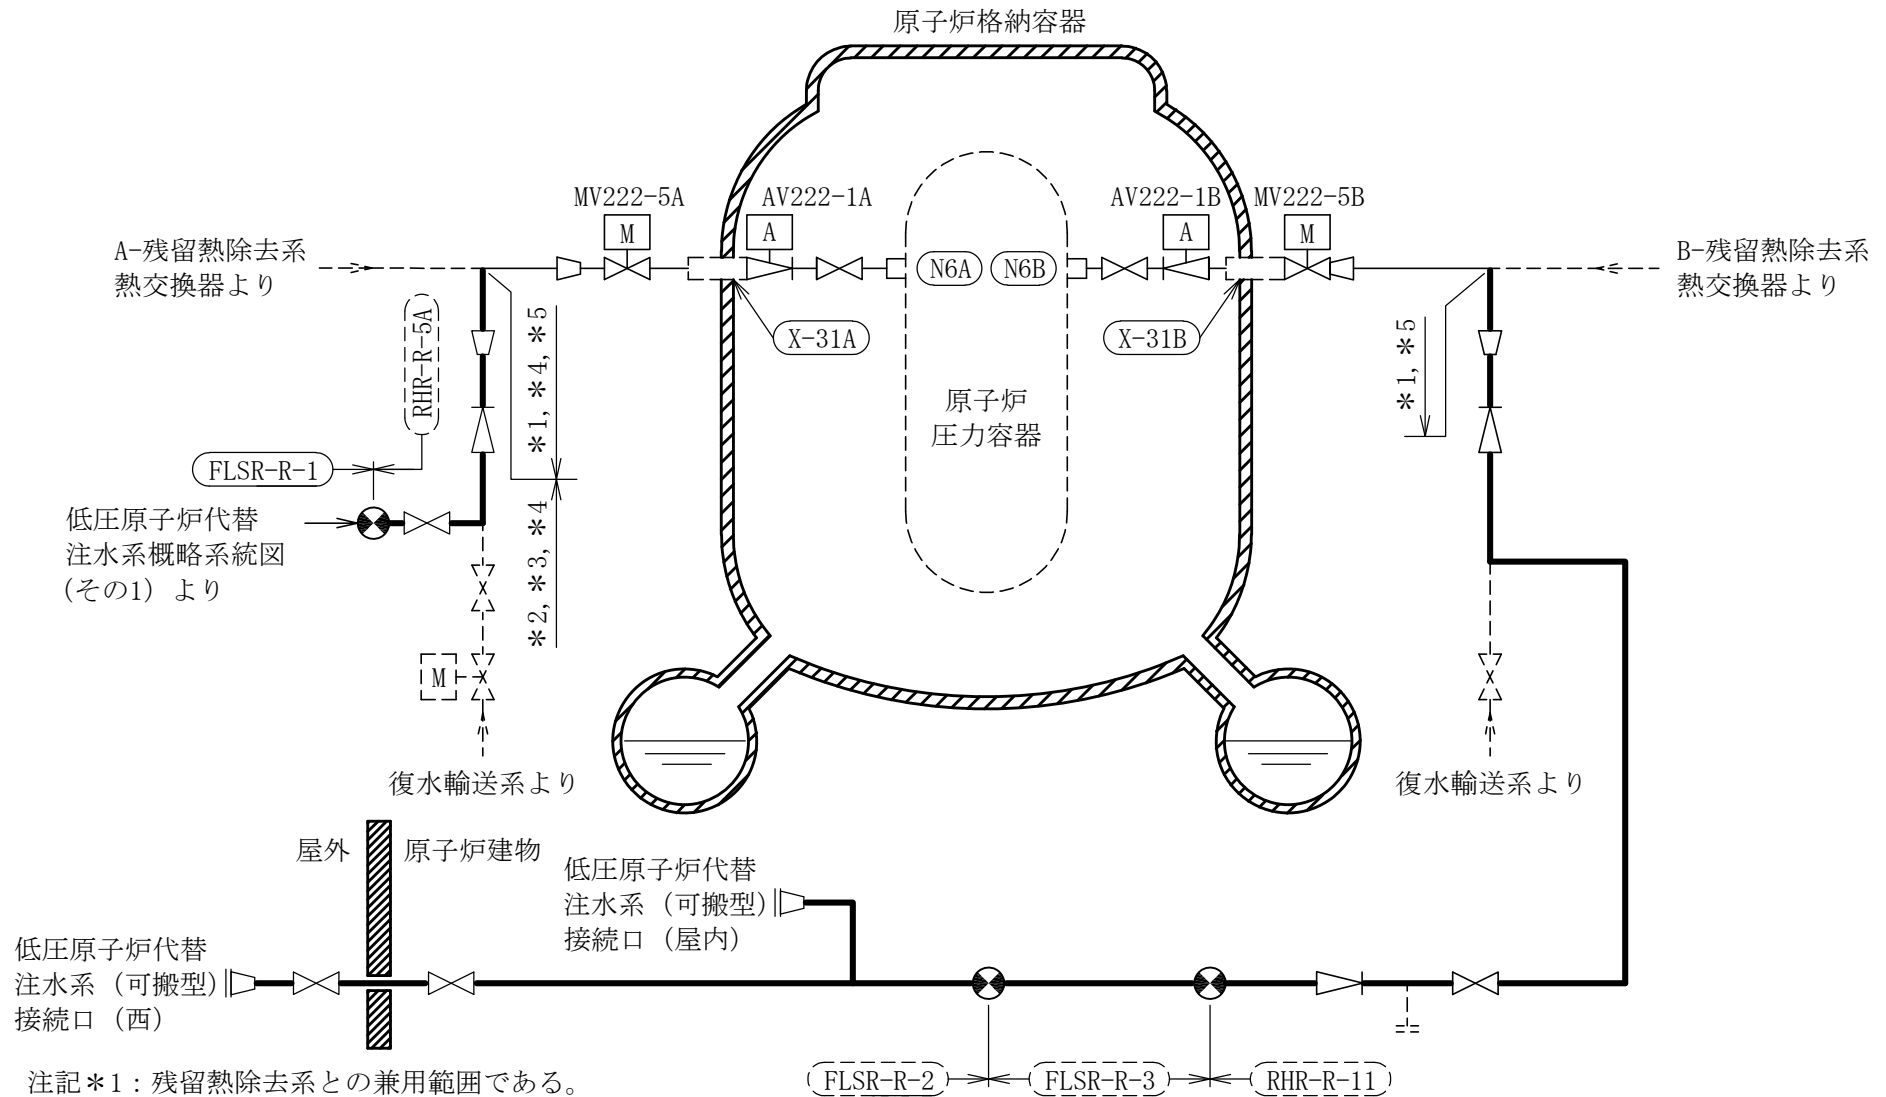 原子炉格納容器
MV222-5A
AV222-1A
AV222-1B
MV222-5B
M
A
A
M
A-残留熱除去系
熱交換器より
N6A
N6B
B-残留熱除去系
熱交換器より
X-31A
X-31B
RHR-R-5A
＊1,＊4,＊5
＊1,＊5
原子炉
圧力容器
FLSR-R-1
低圧原子炉代替
注水系概略系統図
(その1) より
＊2,＊3,＊4
M
復水輸送系より
復水輸送系より
屋外
原子炉建物
低圧原子炉代替
注水系（可搬型）
接続口（屋内）
低圧原子炉代替
注水系（可搬型）
接続口（西）
FLSR-R-2
FLSR-R-3
RHR-R-11
注記＊1：残留熱除去系との兼用範囲である。